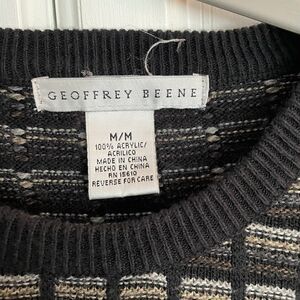 GEOFFREY BEENE
M/M
100% ACRYLIC/
ACRILICO
MADE IN CHINA
HECHO EN CHINA
RN 15610
REVERSE FOR CARE